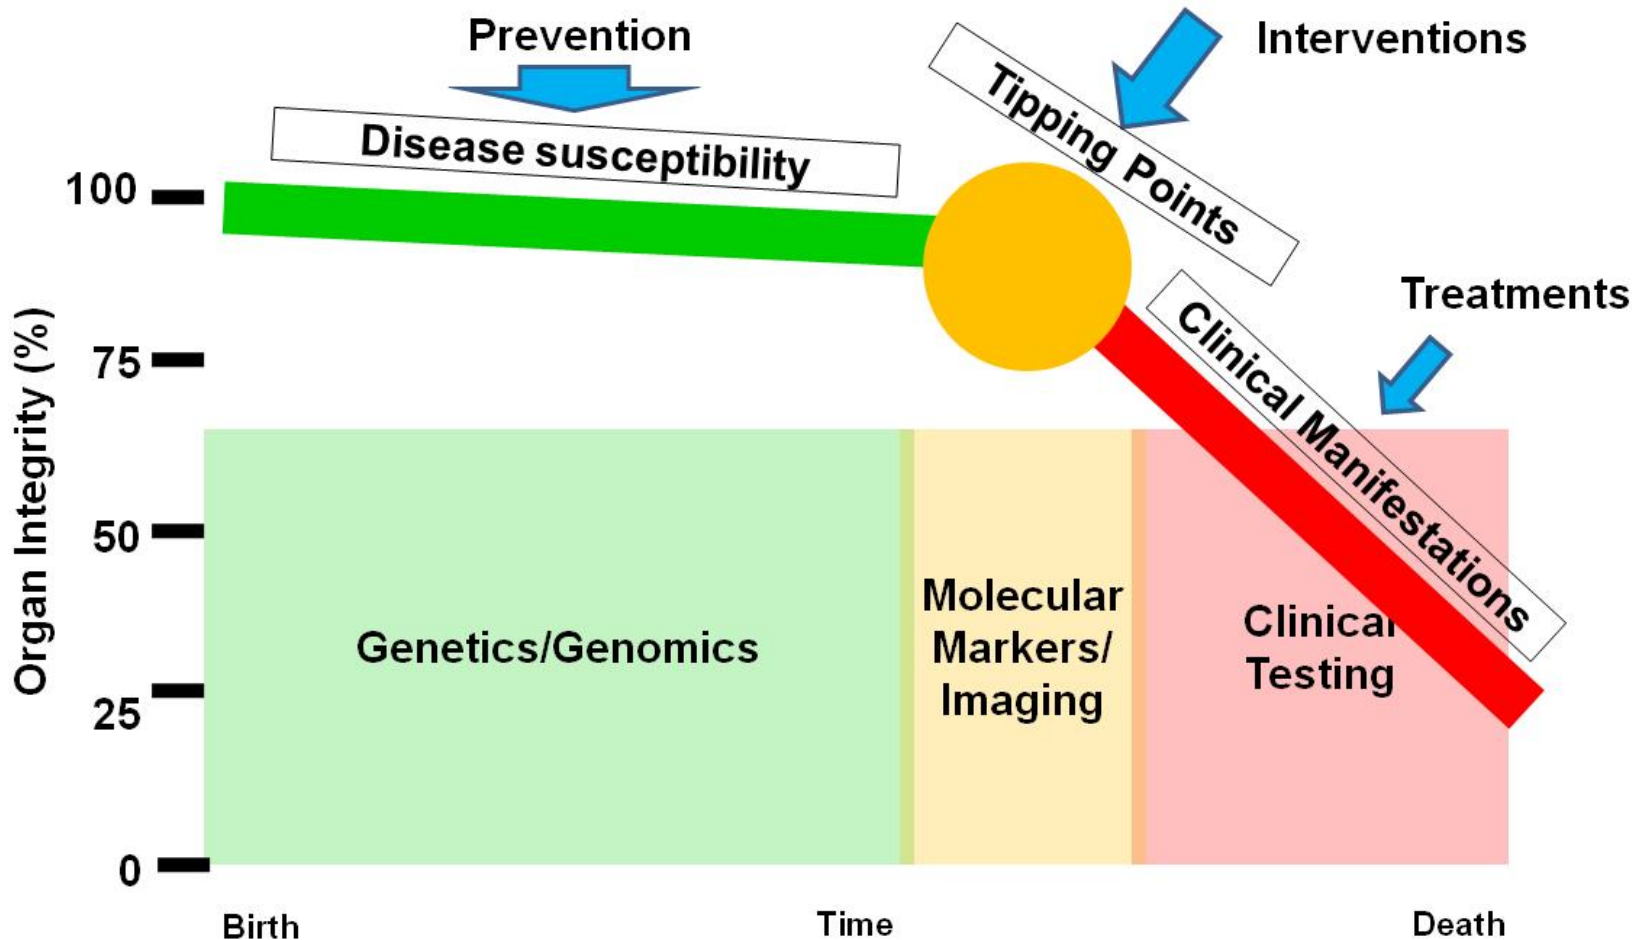 Prevention
Interventions
Disease susceptibility
Tipping Points
Treatments
Clinical Manifestations
Organ Integrity (%)
100
75
50
25
0
Genetics/Genomics
Molecular
Markers/
Imaging
Clinical
Testing
Birth
Time
Death